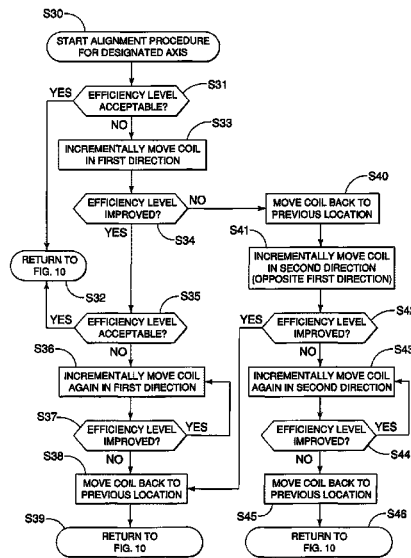 S30
START ALIGNMENT PROCEDURE
FOR DESIGNATED AXIS
S31
YES
EFFICIENCY LEVEL
ACCEPTABLE?
NO
S33
INCREMENTALLY MOVE COIL
IN FIRST DIRECTION
EFFICIENCY LEVEL
IMPROVED?
NO
S34
YES
S40
MOVE COIL BACK TO
PREVIOUS LOCATION
S41
INCREMENTALLY MOVE COIL
IN SECOND DIRECTION
(OPPOSITE FIRST DIRECTION)
RETURN TO
FIG. 10
S32
S35
YES
EFFICIENCY LEVEL
ACCEPTABLE?
NO
S42
YES
EFFICIENCY LEVEL
IMPROVED?
NO
S36
INCREMENTALLY MOVE COIL
AGAIN IN FIRST DIRECTION
S43
INCREMENTALLY MOVE COIL
AGAIN IN SECOND DIRECTION
S37
EFFICIENCY LEVEL
IMPROVED?
YES
NO
EFFICIENCY LEVEL
IMPROVED?
YES
S44
NO
S38
MOVE COIL BACK TO
PREVIOUS LOCATION
MOVE COIL BACK TO
PREVIOUS LOCATION
S45
S39
RETURN TO
FIG. 10
S46
RETURN TO
FIG. 10